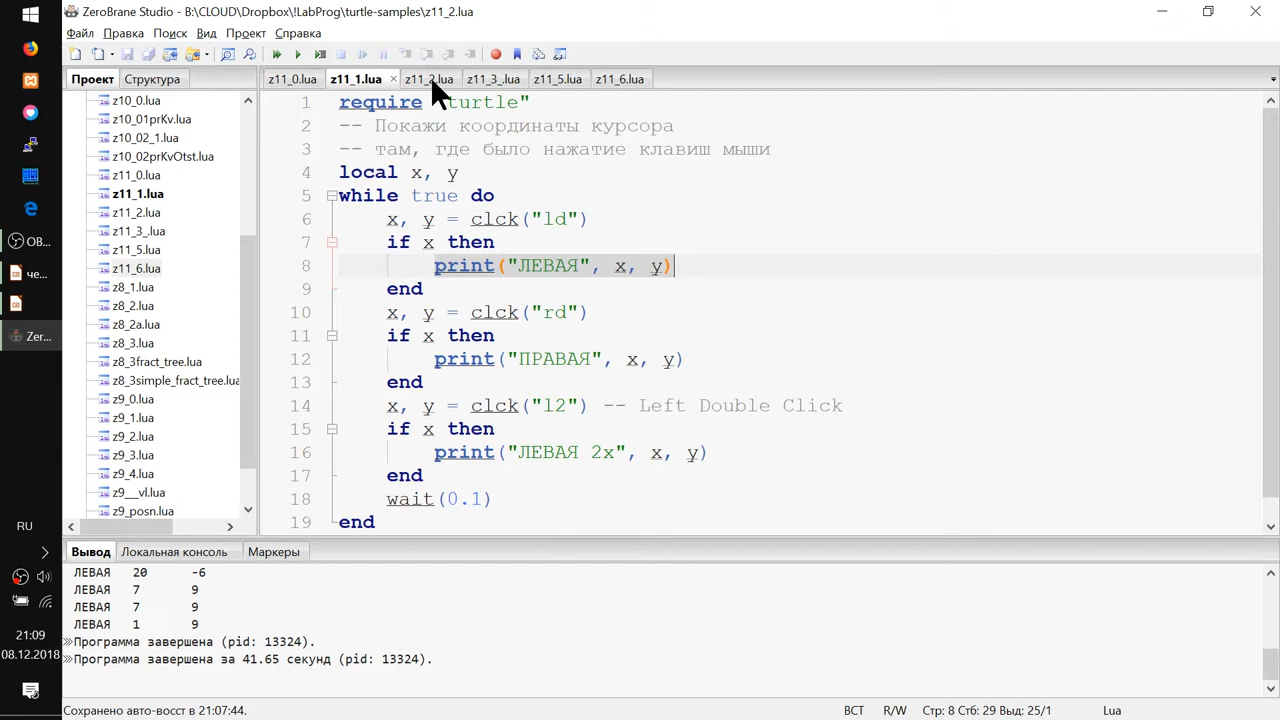 ZeroBrane Studio - B:\CLOUD\Dropbox\!LabProg\turtle-samples\z11_2.lua
Файл Правка Поиск Вид Проект Справка
Проект Структура
z11_0.lua z11_1.lua × z11_2.lua z11_3_.lua z11_5.lua z11_6.lua
z10_0.lua
z10_01prKv.lua
z10_02_1.lua
z10_02prKvOtst.lua
z11_0.lua
z11_1.lua
z11_2.lua
z11_3_.lua
z11_5.lua
z11_6.lua
z8_1.lua
z8_2.lua
z8_2a.lua
z8_3.lua
z8_3fract_tree.lua
z8_3simple_fract_tree.lua
z9_0.lua
z9_1.lua
z9_2.lua
z9_3.lua
z9_4.lua
z9__vl.lua
z9_posn.lua
1 require "turtle"
2 -- Покажи координаты курсора
3 -- там, где было нажатие клавиш мыши
4 local x, y
5 while true do
6 x, y = clck("ld")
7 if x then
8 print("ЛЕВАЯ", x, y)
9 end
10 x, y = clck("rd")
11 if x then
12 print("ПРАВАЯ", x, y)
13 end
14 x, y = clck("l2") -- Left Double Click
15 if x then
16 print("ЛЕВАЯ 2x", x, y)
17 end
18 wait(0.1)
19 end
Вывод Локальная консоль Маркеры
ЛЕВАЯ 20 -6
ЛЕВАЯ 7 9
ЛЕВАЯ 7 9
ЛЕВАЯ 1 9
Программа завершена (pid: 13324).
Программа завершена за 41.65 секунд (pid: 13324).
Сохранено авто-восст в 21:07:44.
ВСТ R/W Стр: 8 Стб: 29 Выд: 25/1 Lua
OB...
че...
Zer...
RU
21:09
08.12.2018